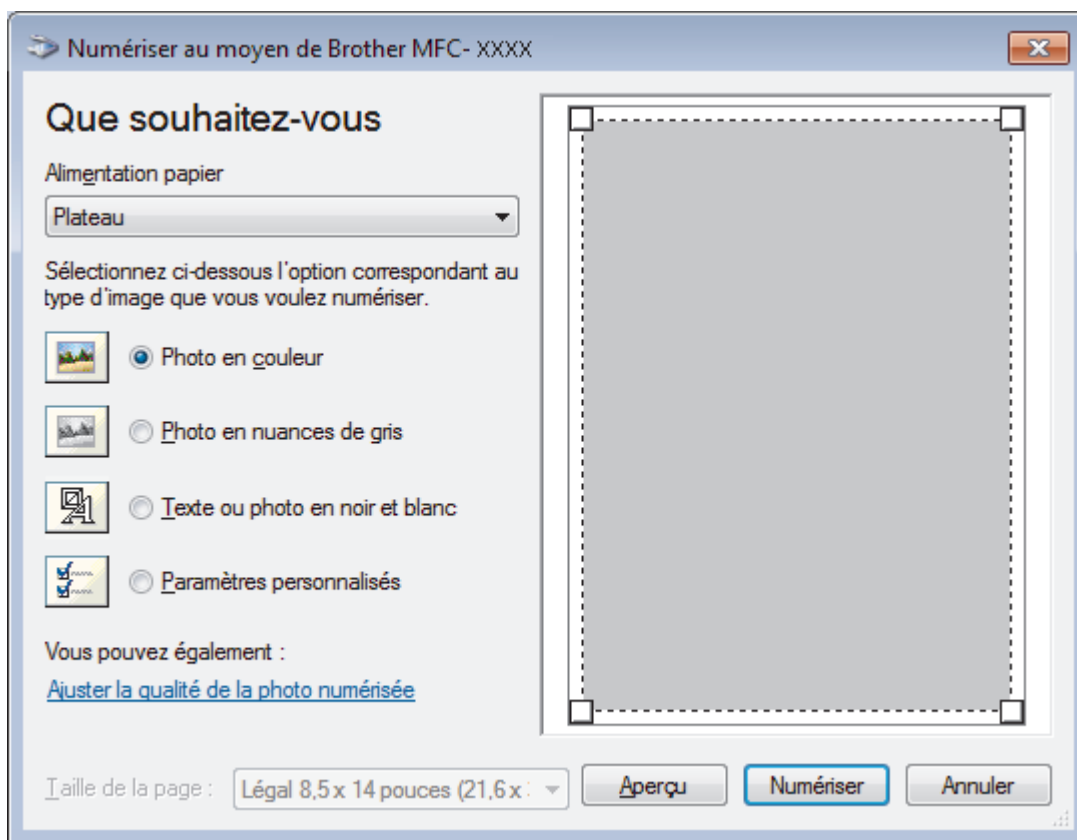 Numériser au moyen de Brother MFC- XXXX
Que souhaitez-vous
Alimentation papier
Plateau
Sélectionnez ci-dessous l'option correspondant au
type d'image que vous voulez numériser.
Photo en couleur
Photo en nuances de gris
Texte ou photo en noir et blanc
Paramètres personnalisés
Vous pouvez également :
Ajuster la qualité de la photo numérisée
Taille de la page : Légal 8,5 x 14 pouces (21,6 x Aperçu Numériser Annuler